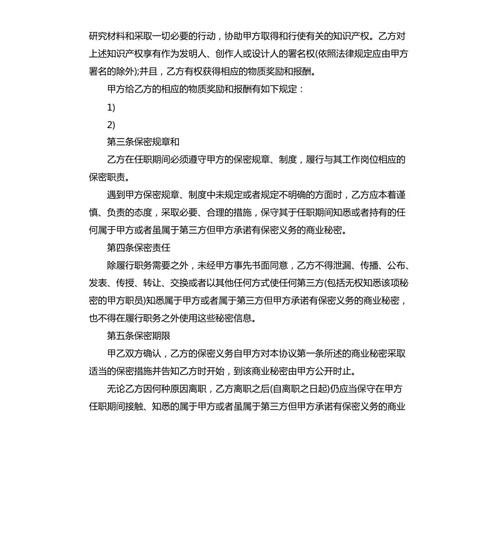 研究材料和采取一切必要的行动，协助甲方取得和行使有关的知识产权。乙方对
上述知识产权享有作为发明人、创作人或设计人的署名权(依照法律规定应由甲方
署名的除外);并且，乙方有权获得相应的物质奖励和报酬。
甲方给乙方的相应的物质奖励和报酬有如下规定：
1)
2)
第三条保密规章和
乙方在任职期间必须遵守甲方的保密规章、制度，履行与其工作岗位相应的
保密职责。
遇到甲方保密规章、制度中未规定或者规定不明确的方面时，乙方应本着谨
慎、负责的态度，采取必要、合理的措施，保守其于任职期间知悉或者持有的任
何属于甲方或者虽属于第三方但甲方承诺有保密义务的商业秘密。
第四条保密责任
除履行职务需要之外，未经甲方事先书面同意，乙方不得泄漏、传播、公布、
发表、传授、转让、交换或者以其他任何方式使任何第三方(包括无权知悉该项秘
密的甲方职员)知悉属于甲方或者属于第三方但甲方承诺有保密义务的商业秘密，
也不得在履行职务之外使用这些秘密信息。
第五条保密期限
甲乙双方确认，乙方的保密义务自甲方对本协议第一条所述的商业秘密采取
适当的保密措施并告知乙方时开始，到该商业秘密由甲方公开时止。
无论乙方因何种原因离职，乙方离职之后(自离职之日起)仍应当保守在甲方
任职期间接触、知悉的属于甲方或者虽属于第三方但甲方承诺有保密义务的商业